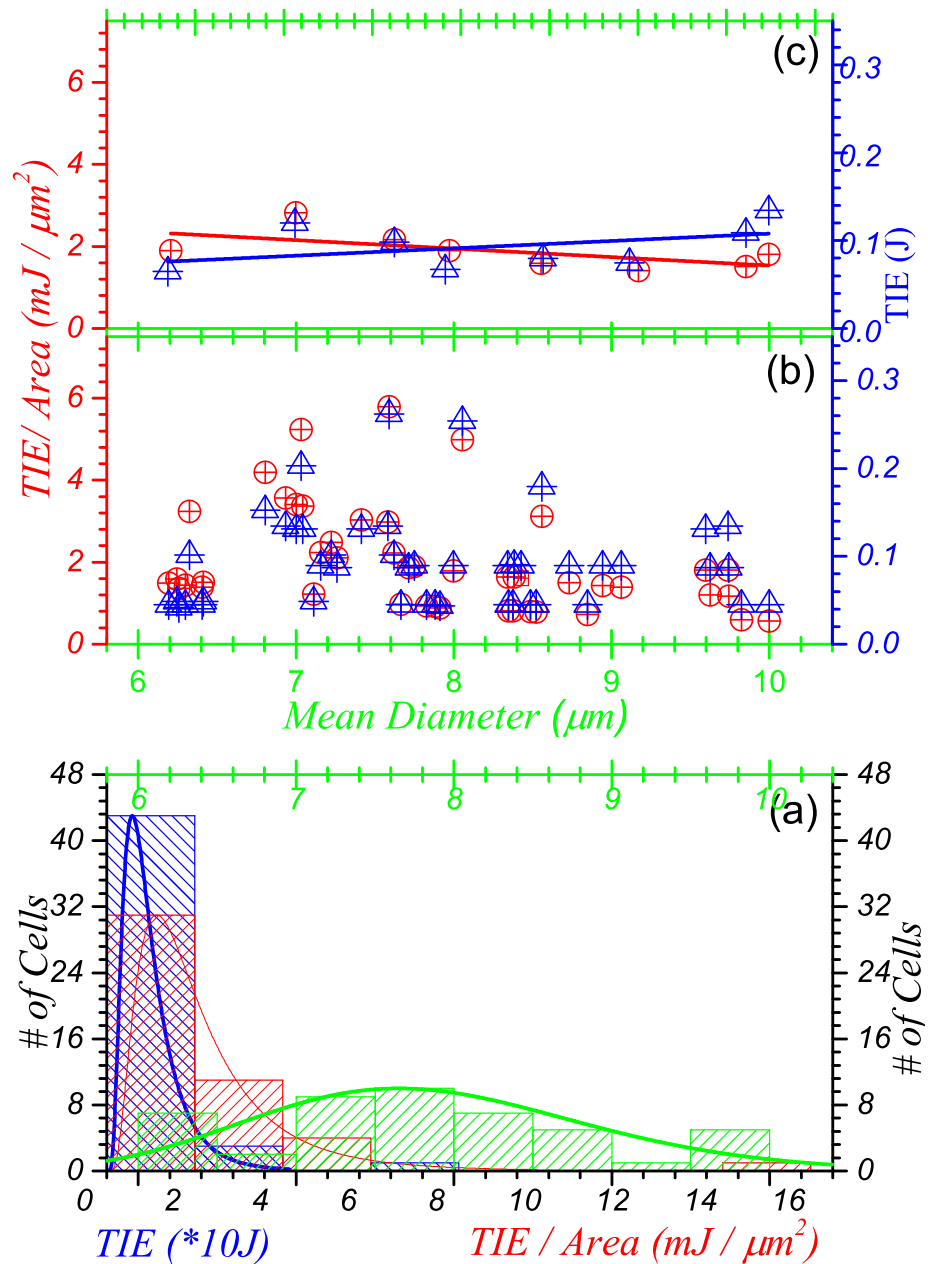 (c)
6
4
2
0
0.3
0.2
0.1
0.0
TIE/ Area (mJ / μm²)
TIE (J)
(b)
6
4
2
0
0.3
0.2
0.1
0.0
6 7 8 9 10
Mean Diameter (μm)
48 6 7 8 9 10 48
(a)
40 40
32 32
24 24
16 16
8 8
0 0
# of Cells
# of Cells
0 2 4 6 8 10 12 14 16
TIE (*10J) TIE / Area (mJ / μm²)